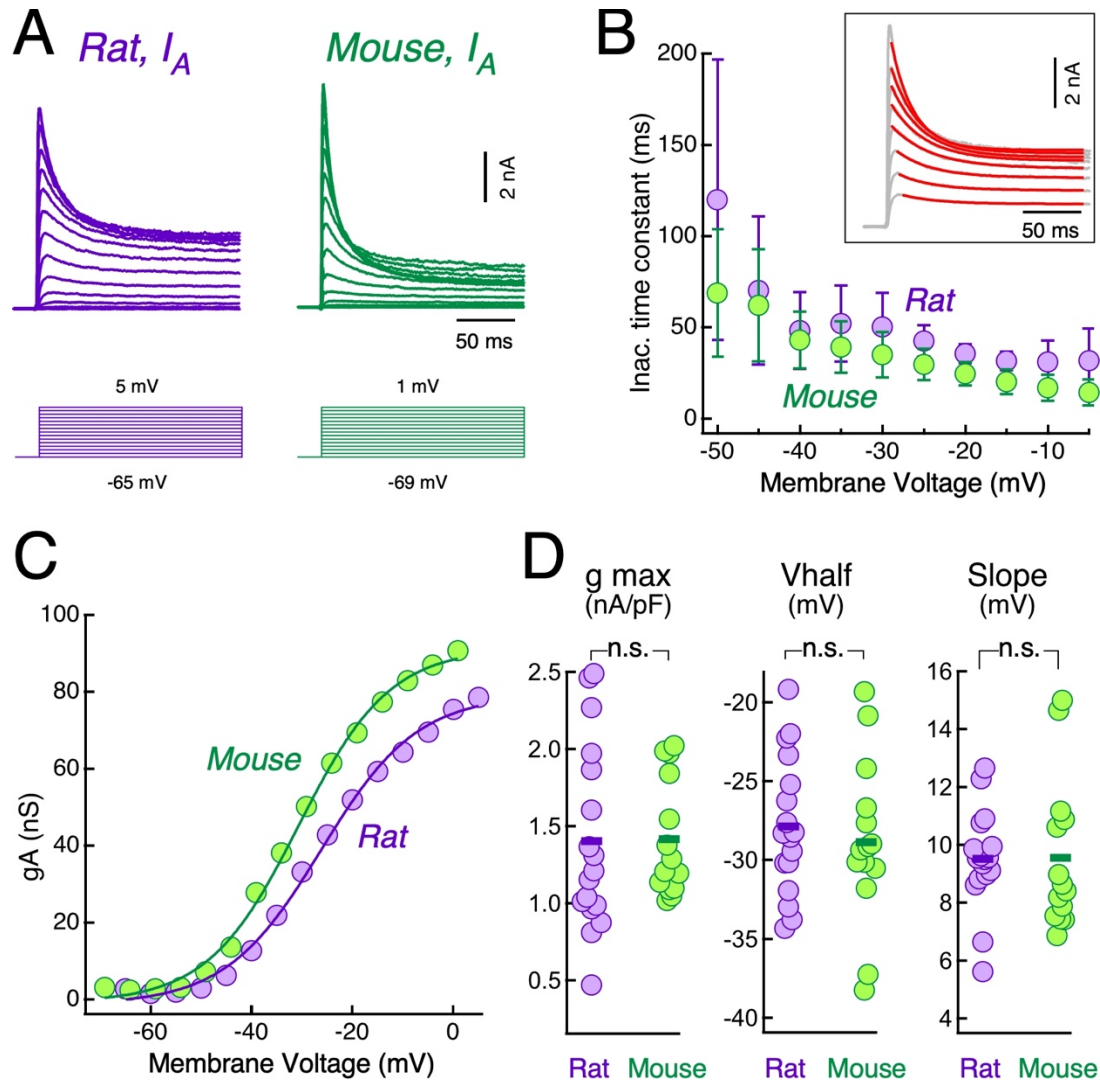 A
Rat, IA
Mouse, IA
2 nA
50 ms
5 mV
1 mV
-65 mV
-69 mV
B
200
150
100
50
0
Inac. time constant (ms)
2 nA
50 ms
Rat
Mouse
-50
-40
-30
-20
-10
Membrane Voltage (mV)
C
100
80
60
40
20
0
gA (nS)
Mouse
Rat
-60
-40
-20
0
Membrane Voltage (mV)
D
g max
(nA/pF)
n.s.
2.5
2.0
1.5
1.0
0.5
Rat Mouse
Vhalf
(mV)
n.s.
-20
-25
-30
-35
-40
Rat Mouse
Slope
(mV)
n.s.
16
14
12
10
8
6
4
Rat Mouse